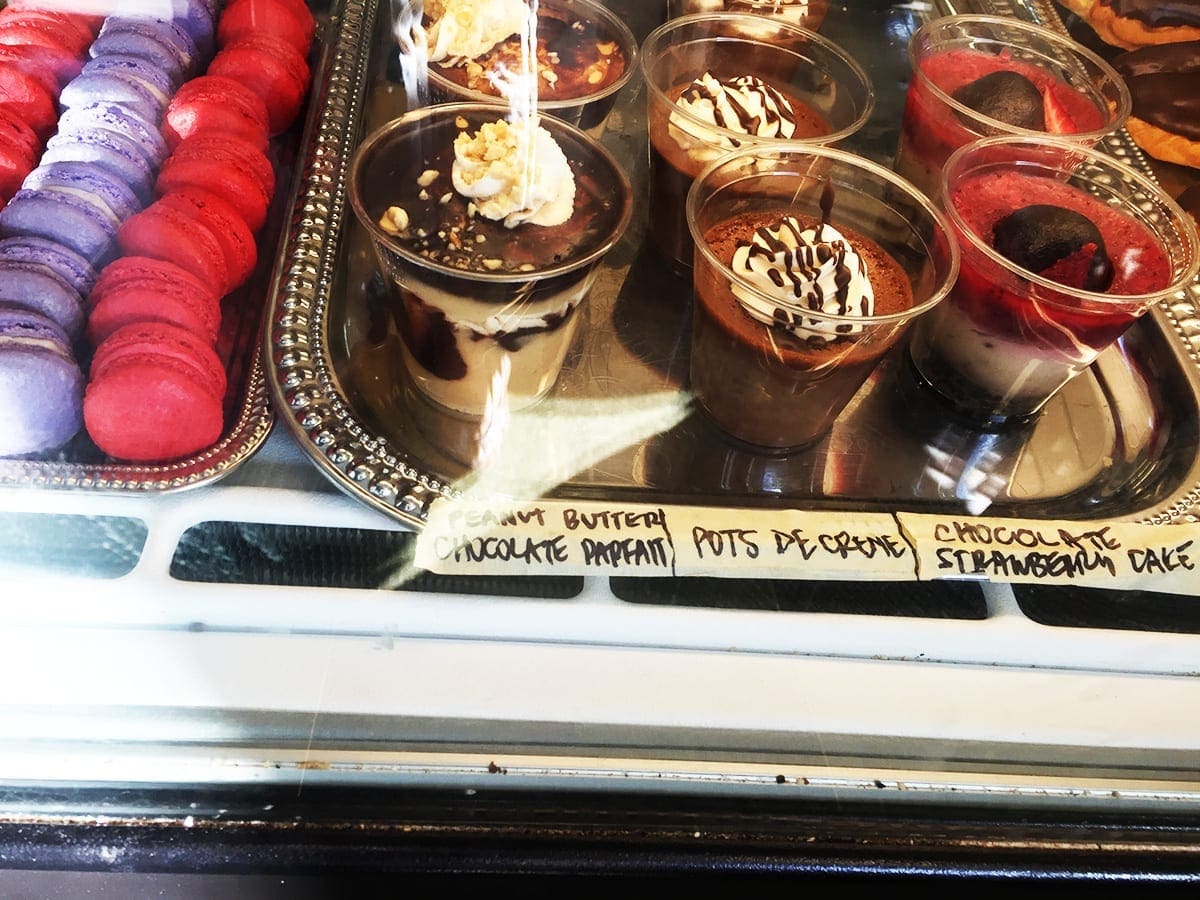 PEANUT BUTTER
CHOCOLATE PARFAIT
POTS DE CREME
CHOCOLATE
STRAWBERRY CAKE